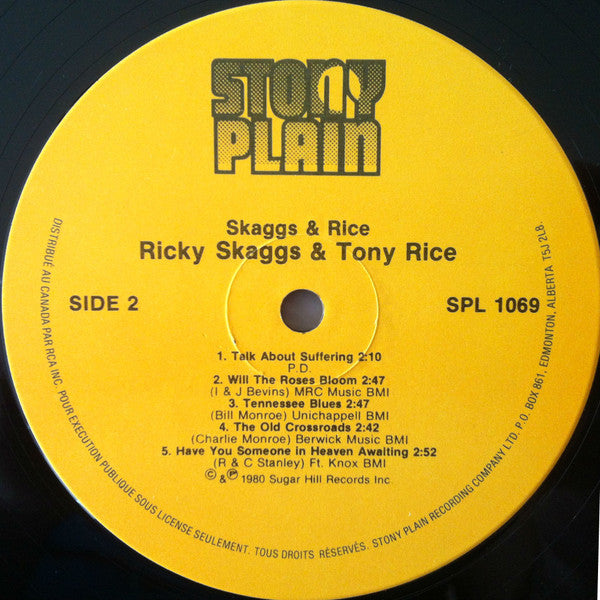 STONY
PLAIN
Skaggs & Rice
Ricky Skaggs & Tony Rice
SIDE 2
SPL 1069
1. Talk About Suffering 2:10
P.D.
2. Will The Roses Bloom 2:47
(I & J Bevins) MRC Music BMI
3. Tennessee Blues 2:47
(Bill Monroe) Unichappell BMI
4. The Old Crossroads 2:42
(Charlie Monroe) Berwick Music BMI
5. Have You Someone in Heaven Awaiting 2:52
(R & C Stanley) Ft. Knox BMI
© & ℗ 1980 Sugar Hill Records Inc
DISTRIBUÉ AU CANADA PAR RCA INC. POUR EXECUTION PUBLIQUE SOUS LICENSE SEULEMENT. TOUS DROITS RÉSERVÉS. STONY PLAIN RECORDING COMPANY LTD. P.O. BOX 861, EDMONTON, ALBERTA T5J 2L8.